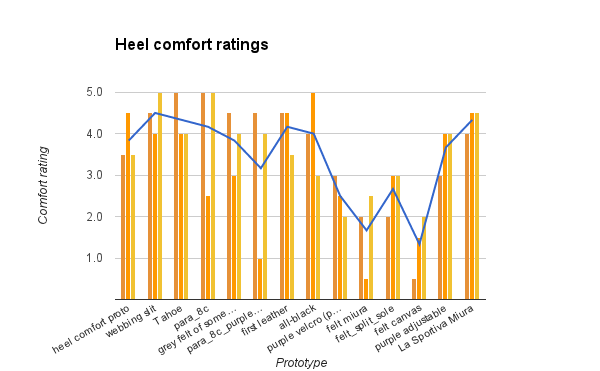 Heel comfort ratings
5.0
4.0
3.0
2.0
1.0
Comfort rating
heel comfort proto
webbing slit
Tahoe
para_8c
grey felt of some ...
para_8c_purple...
first leather
all-black
purple velcro (p...
felt miura
felt_split_sole
felt canvas
purple adjustable
La Sportiva Miura
Prototype